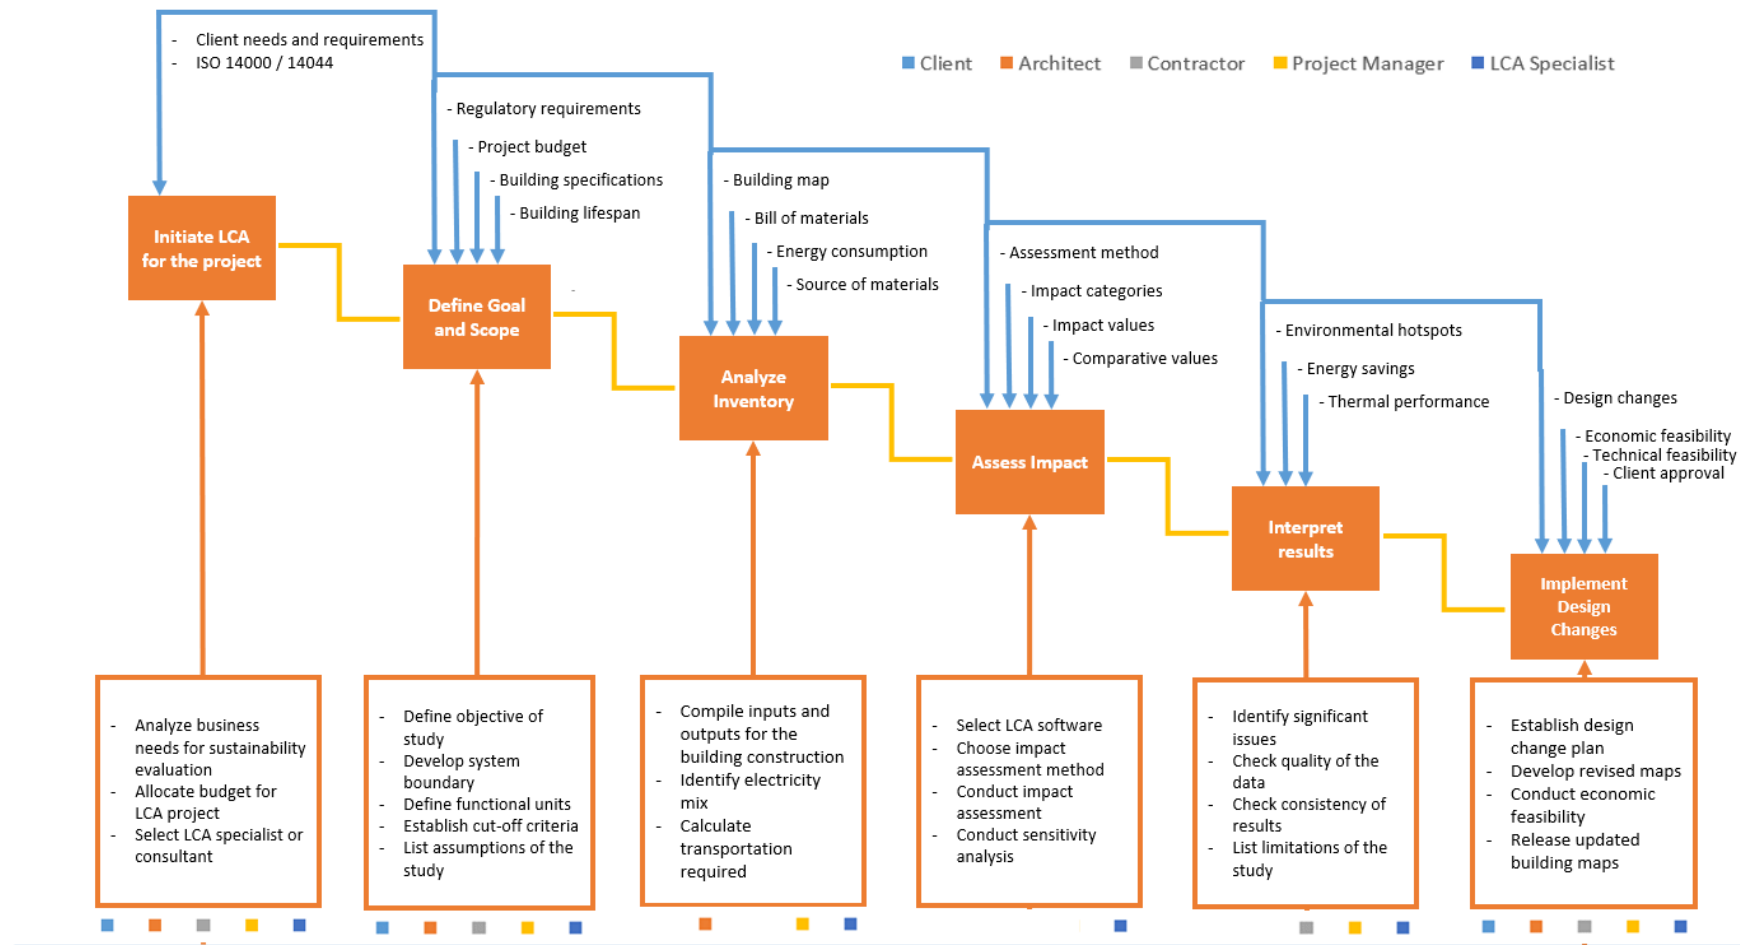 - Client needs and requirements
- ISO 14000 / 14044
Client Architect Contractor Project Manager LCA Specialist
- Regulatory requirements
- Project budget
- Building specifications
- Building lifespan
- Building map
- Bill of materials
- Energy consumption
- Source of materials
- Assessment method
- Impact categories
- Impact values
- Comparative values
- Environmental hotspots
- Energy savings
- Thermal performance
- Design changes
- Economic feasibility
- Technical feasibility
- Client approval
Initiate LCA
for the project
Define Goal
and Scope
Analyze
Inventory
Assess Impact
Interpret
results
Implement
Design
Changes
- Analyze business
needs for sustainability
evaluation
- Allocate budget for
LCA project
- Select LCA specialist or
consultant
- Define objective of
study
- Develop system
boundary
- Define functional units
- Establish cut-off criteria
- List assumptions of the
study
- Compile inputs and
outputs for the
building construction
- Identify electricity
mix
- Calculate
transportation
required
- Select LCA software
- Choose impact
assessment method
- Conduct impact
assessment
- Conduct sensitivity
analysis
- Identify significant
issues
- Check quality of the
data
- Check consistency of
results
- List limitations of the
study
- Establish design
change plan
- Develop revised maps
- Conduct economic
feasibility
- Release updated
building maps